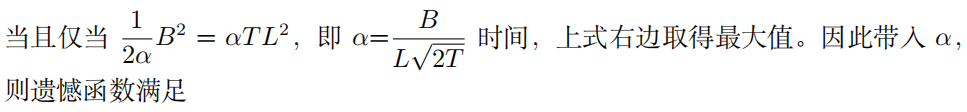 当且仅当 $\frac{1}{2\alpha}B^2 = \alpha T L^2$，即 $\alpha = \frac{B}{L\sqrt{2T}}$ 时间，上式右边取得最大值。因此带入 $\alpha$，
则遗憾函数满足